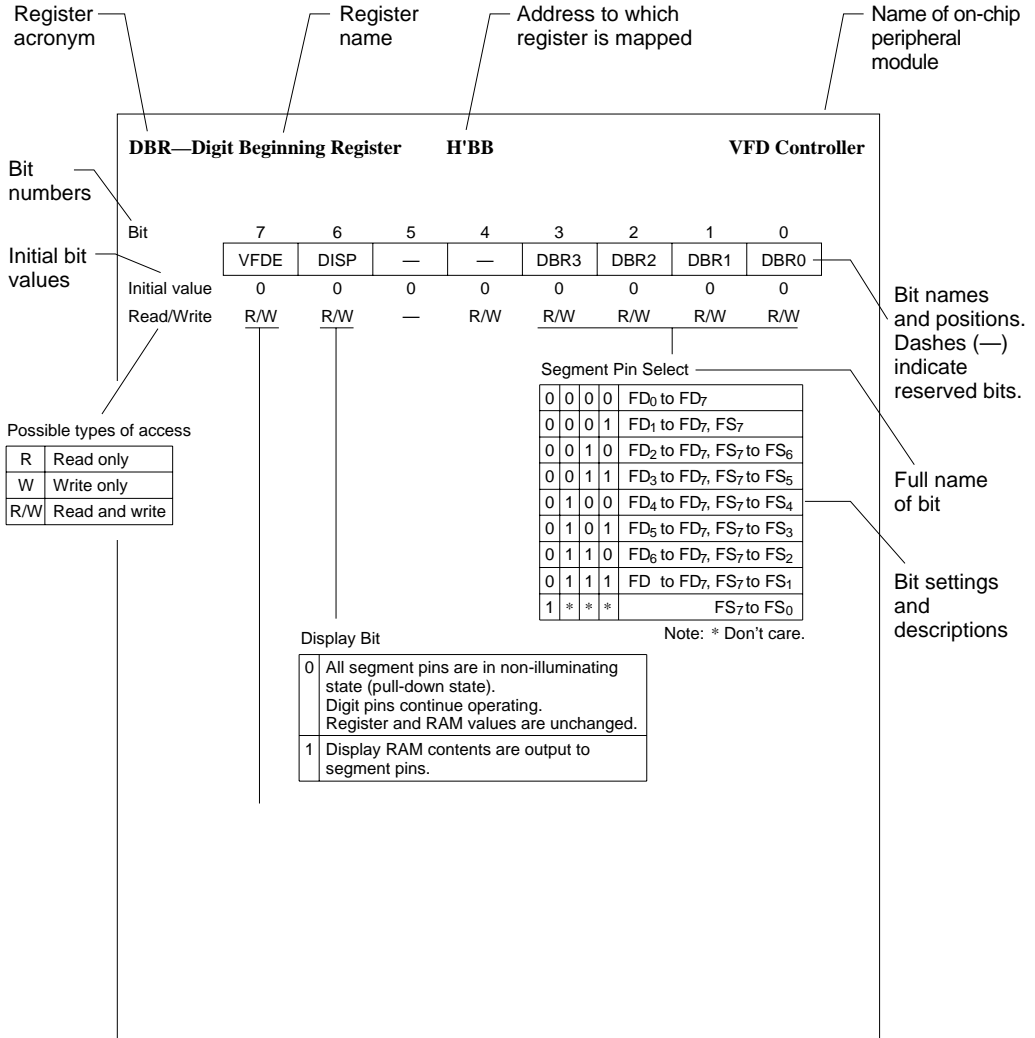 Register acronym
Register name
Address to which register is mapped
Name of on-chip peripheral module
DBR—Digit Beginning Register H'BB VFD Controller
Bit numbers
Bit 7 6 5 4 3 2 1 0
VFDE DISP — — DBR3 DBR2 DBR1 DBR0
Initial bit values
Initial value 0 0 0 0 0 0 0 0
Read/Write R/W R/W — R/W R/W R/W R/W R/W
Bit names and positions. Dashes (—) indicate reserved bits.
Possible types of access
R Read only
W Write only
R/W Read and write
Segment Pin Select
0 0 0 0 FD0 to FD7
0 0 0 1 FD1 to FD7, FS7
0 0 1 0 FD2 to FD7, FS7 to FS6
0 0 1 1 FD3 to FD7, FS7 to FS5
0 1 0 0 FD4 to FD7, FS7 to FS4
0 1 0 1 FD5 to FD7, FS7 to FS3
0 1 1 0 FD6 to FD7, FS7 to FS2
0 1 1 1 FD to FD7, FS7 to FS1
1 * * * FS7 to FS0
Note: * Don't care.
Full name of bit
Bit settings and descriptions
Display Bit
0 All segment pins are in non-illuminating
state (pull-down state).
Digit pins continue operating.
Register and RAM values are unchanged.
1 Display RAM contents are output to
segment pins.